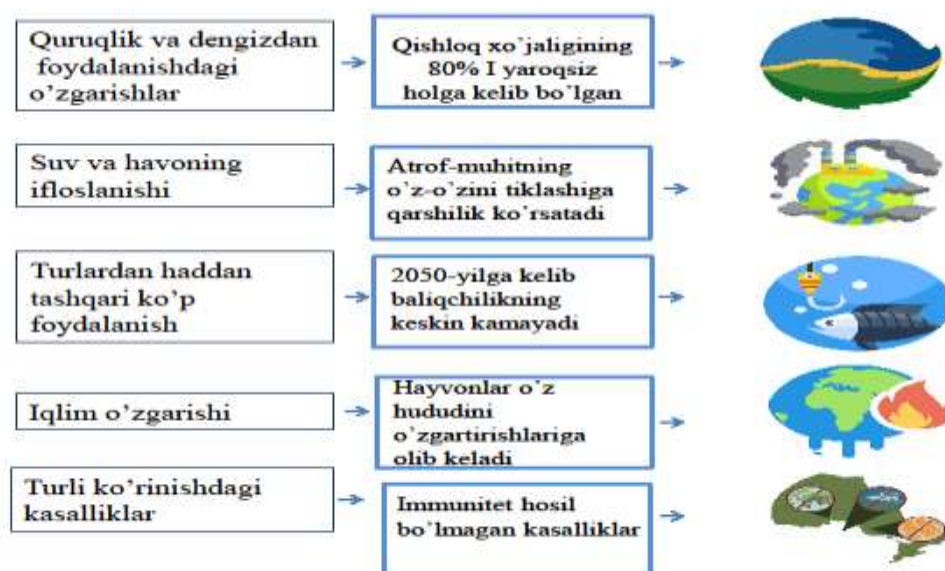 Quruqlik va dengizdan
foydalanishdagi
o'zgarishlar
Qishloq xo'jaligining
80% I yaroqsiz
holga kelib bo'lgan
Suv va havoning
ifloslanishi
Atrof-muhitning
o'z-o'zini tiklashiga
qarshilik ko'rsatadi
Turlardan haddan
tashqari ko'p
foydalanish
2050-yilga kelib
baliqchilikning
keskin kamayadi
Iqlim o'zgarishi
Hayvonlar o'z
hududini
o'zgartirishlariga
olib keladi
Turli ko'rinishdagi
kasalliklar
Immunitet hosil
bo'lmagan kasalliklar